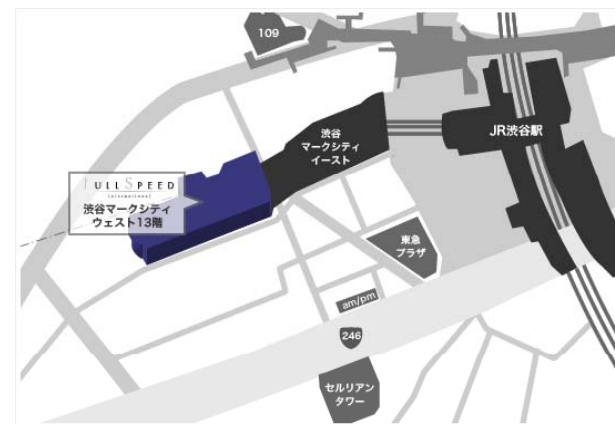 109
渋谷
マークシティ
イースト
JR渋谷駅
FULLSPEED
international
渋谷マークシティ
ウェスト13階
東急
プラザ
am/pm
246
セルリアン
タワー